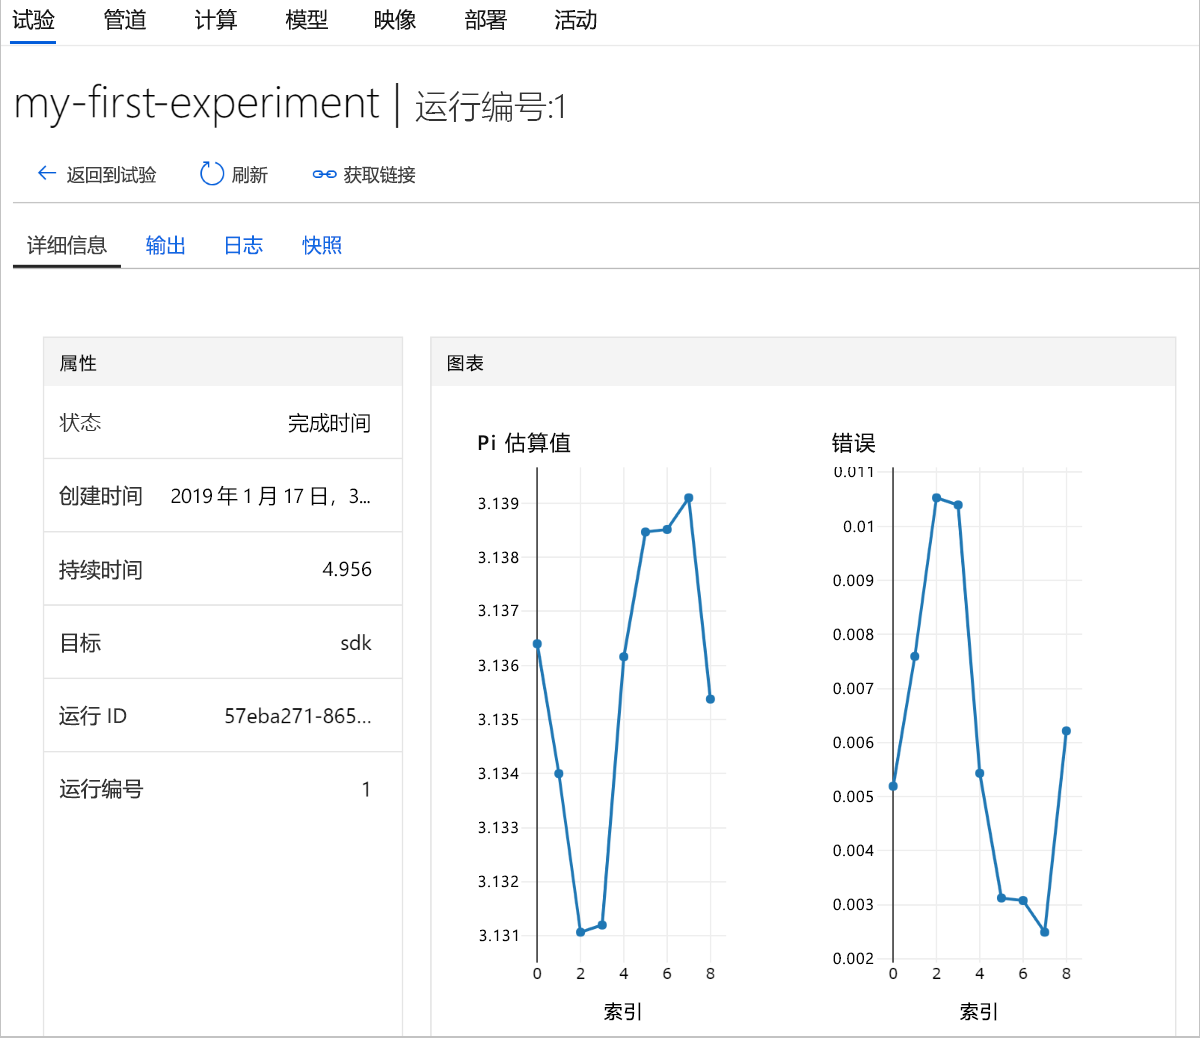 试验 管道 计算 模型 映像 部署 活动
my-first-experiment | 运行编号:1
返回到试验 刷新 获取链接
详细信息 输出 日志 快照
属性
状态 完成时间
创建时间 2019 年 1 月 17 日，3...
持续时间 4.956
目标 sdk
运行 ID 57eba271-865...
运行编号 1
图表
Pi 估算值
3.139
3.138
3.137
3.136
3.135
3.134
3.133
3.132
3.131
0 2 4 6 8
索引
错误
0.011
0.01
0.009
0.008
0.007
0.006
0.005
0.004
0.003
0.002
0 2 4 6 8
索引